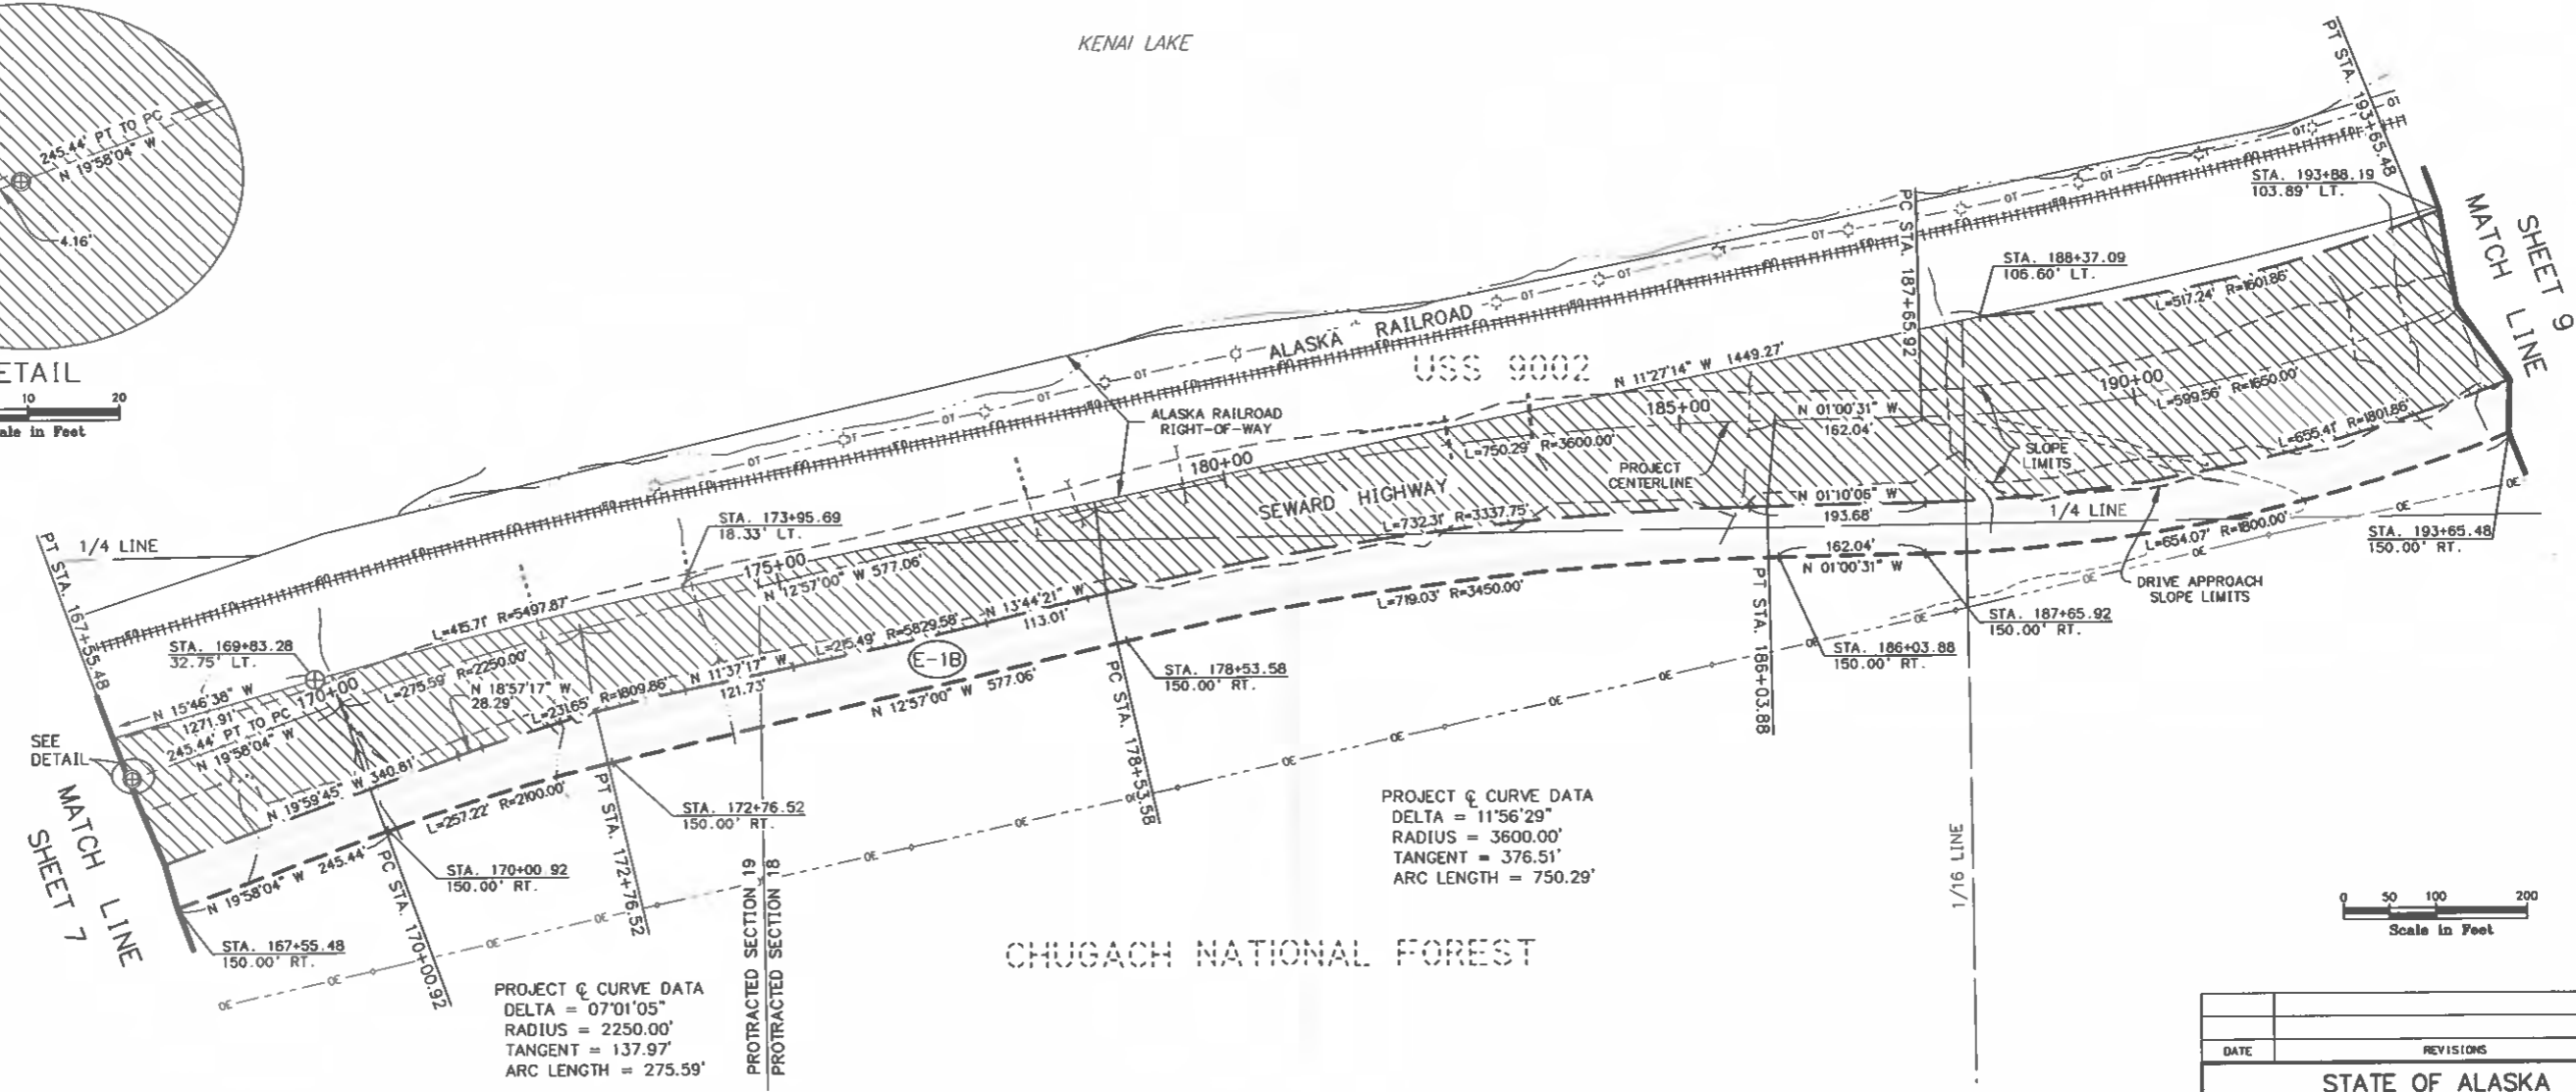 KENAI LAKE
245.44' PT TO PC
N 19°58'04" W
4.16'
ETAIL
10 20
ale in Feet
1/4 LINE
PT STA. 167+55.48
STA. 169+83.28
32.75' LT.
N 15°46'38" W
1271.91'
245.44' PT TO PC
N 19°58'04" W
170+00
SEE
DETAIL
MATCH LINE
SHEET 7
N 19°59'45" W 340.81'
N 19°58'04" W 245.44'
STA. 167+55.48
150.00' RT.
L=415.71' R=5497.87'
L=275.59' R=2250.00'
N 18°57'17" W
28.29'
L=231.65' R=1809.86'
L=257.22' R=2100.00'
STA. 170+00.92
150.00' RT.
PC STA. 170+00.92
STA. 173+95.69
18.33' LT.
175+00
N 12°57'00" W 577.06'
N 11°37'17" W
121.73'
L=215.49' R=5829.58'
N 13°44'21" W
113.01'
E-1B
N 12°57'00" W 577.06'
STA. 172+76.52
150.00' RT.
PT STA. 172+76.52
PROTRACTED SECTION 19
PROTRACTED SECTION 18
PROJECT ℄ CURVE DATA
DELTA = 07°01'05"
RADIUS = 2250.00'
TANGENT = 137.97'
ARC LENGTH = 275.59'
ALASKA RAILROAD
ALASKA RAILROAD
RIGHT-OF-WAY
USS 9002
180+00
SEWARD HIGHWAY
L=732.31' R=3337.75'
L=750.29' R=3600.00'
L=719.03' R=3450.00'
STA. 178+53.58
150.00' RT.
PC STA. 178+53.58
N 11°27'14" W 1449.27'
185+00
PROJECT
CENTERLINE
N 01°00'31" W
162.04'
N 01°10'05" W
193.68'
162.04'
N 01°00'31" W
PC STA. 187+65.92
STA. 188+37.09
106.60' LT.
SLOPE
LIMITS
190+00
L=517.24' R=1601.86'
L=599.56' R=1650.00'
L=655.41' R=1801.86'
1/4 LINE
L=654.07' R=1800.00'
DRIVE APPROACH
SLOPE LIMITS
STA. 187+65.92
150.00' RT.
STA. 186+03.88
150.00' RT.
PT STA. 186+03.88
PT STA. 193+65.48
STA. 193+88.19
103.89' LT.
SHEET 9
MATCH LINE
STA. 193+65.48
150.00' RT.
PROJECT ℄ CURVE DATA
DELTA = 11°56'29"
RADIUS = 3600.00'
TANGENT = 376.51'
ARC LENGTH = 750.29'
1/16 LINE
CHUGACH NATIONAL FOREST
0 50 100 200
Scale in Feet
DATE REVISIONS
STATE OF ALASKA